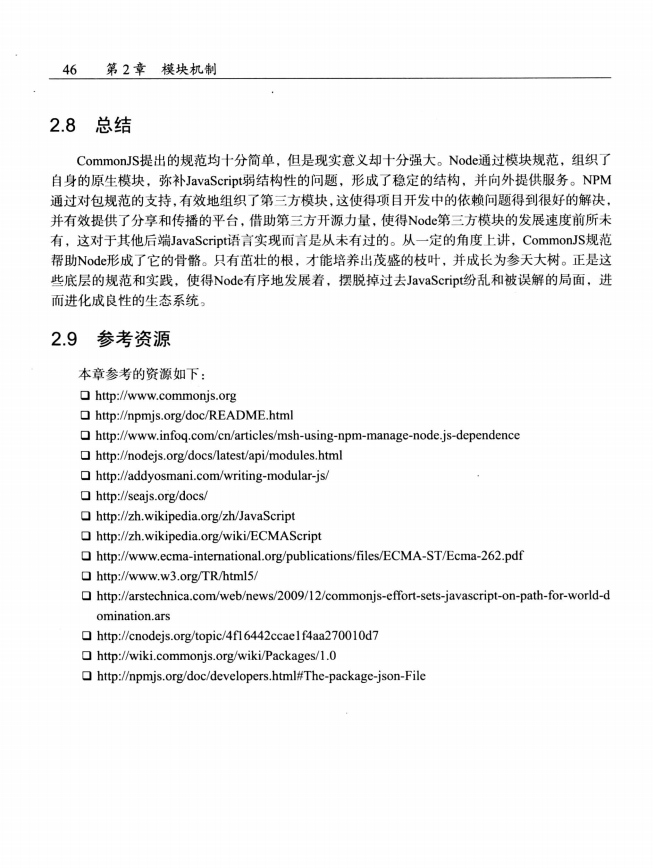 46 第 2 章 模块机制
2.8 总结
CommonJS提出的规范均十分简单，但是现实意义却十分强大。Node通过模块规范，组织了
自身的原生模块，弥补JavaScript弱结构性的问题，形成了稳定的结构，并向外提供服务。NPM
通过对包规范的支持，有效地组织了第三方模块，这使得项目开发中的依赖问题得到很好的解决，
并有效提供了分享和传播的平台，借助第三方开源力量，使得Node第三方模块的发展速度前所未
有，这对于其他后端JavaScript语言实现而言是从未有过的。从一定的角度上讲，CommonJS规范
帮助Node形成了它的骨骼。只有茁壮的根，才能培养出茂盛的枝叶，并成长为参天大树。正是这
些底层的规范和实践，使得Node有序地发展着，摆脱掉过去JavaScript纷乱和被误解的局面，进
而进化成良性的生态系统。
2.9 参考资源
本章参考的资源如下：
❑ http://www.commonjs.org
❑ http://npmjs.org/doc/README.html
❑ http://www.infoq.com/cn/articles/msh-using-npm-manage-node.js-dependence
❑ http://nodejs.org/docs/latest/api/modules.html
❑ http://addyosmani.com/writing-modular-js/
❑ http://seajs.org/docs/
❑ http://zh.wikipedia.org/zh/JavaScript
❑ http://zh.wikipedia.org/wiki/ECMAScript
❑ http://www.ecma-international.org/publications/files/ECMA-ST/Ecma-262.pdf
❑ http://www.w3.org/TR/html5/
❑ http://arstechnica.com/web/news/2009/12/commonjs-effort-sets-javascript-on-path-for-world-d
omination.ars
❑ http://cnodejs.org/topic/4f16442ccae1f4aa270010d7
❑ http://wiki.commonjs.org/wiki/Packages/1.0
❑ http://npmjs.org/doc/developers.html#The-package-json-File